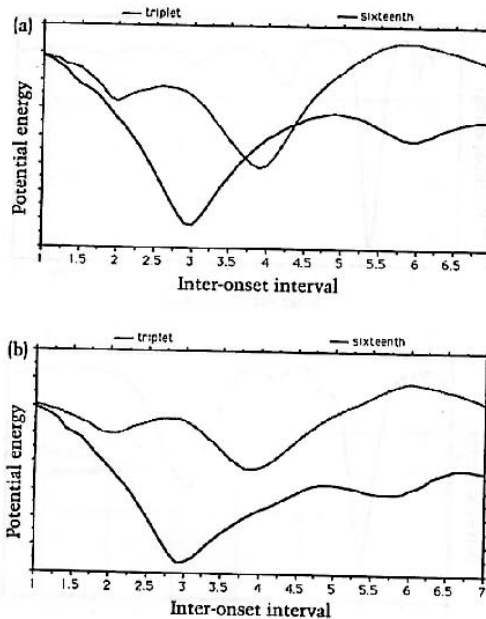 (a)
triplet
sixteenth
Potential energy
1 1.5 2 2.5 3 3.5 4 4.5 5 5.5 6 6.5 7
Inter-onset interval
(b)
triplet
sixteenth
Potential energy
1 1.5 2 2.5 3 3.5 4 4.5 5 5.5 6 6.5 7
Inter-onset interval